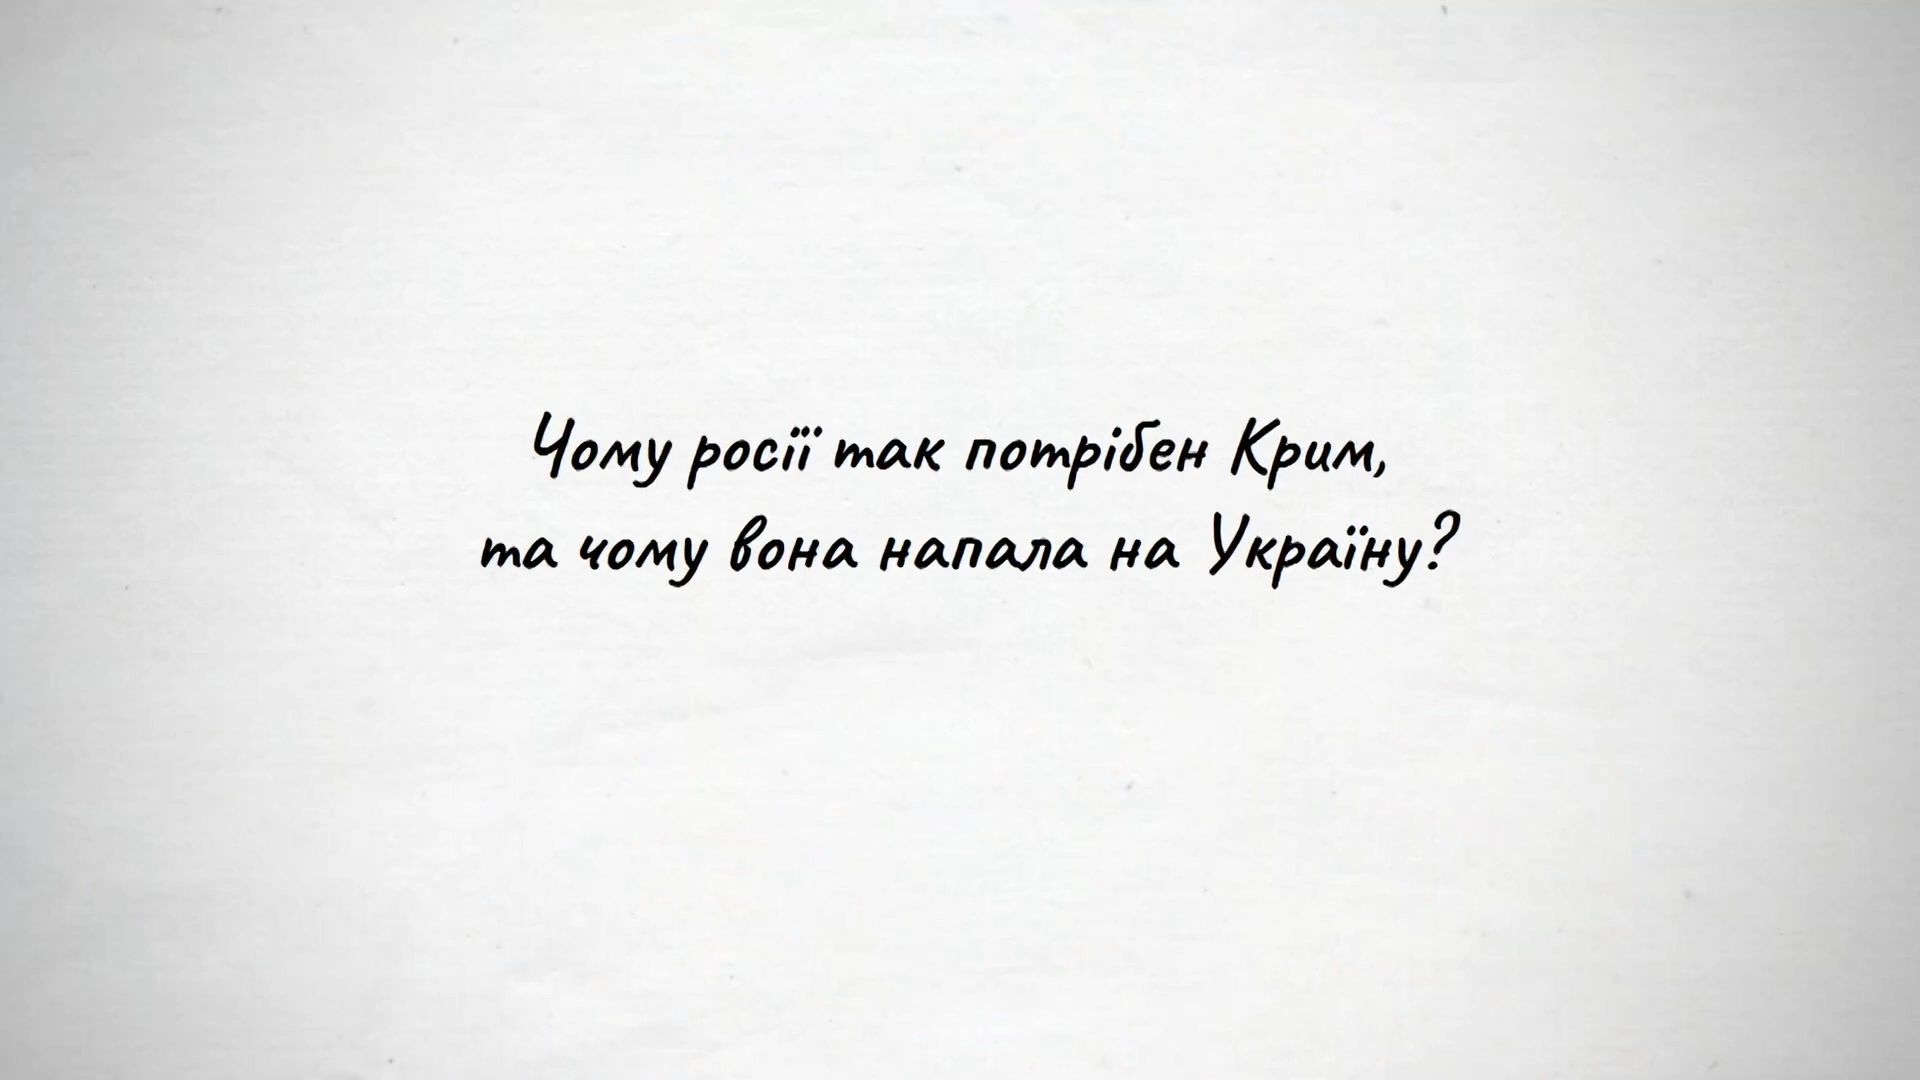 Чому росії так потрібен Крим,
та чому вона напала на Україну?